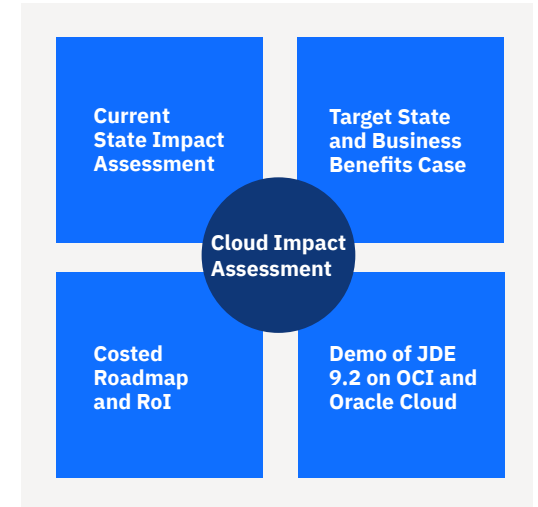 Current
State Impact
Assessment
Target State
and Business
Benefits Case
Cloud Impact
Assessment
Costed
Roadmap
and RoI
Demo of JDE
9.2 on OCI and
Oracle Cloud